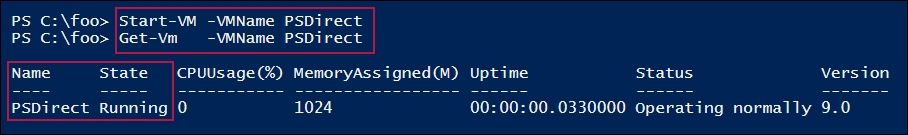 PS C:\foo> Start-VM -VMName PSDirect
PS C:\foo> Get-Vm   -VMName PSDirect
Name     State   CPUUsage(%) MemoryAssigned(M) Uptime           Status             Version
----     -----   ----------- ----------------- ------           ------             -------
PSDirect Running 0           1024              00:00:00.0330000 Operating normally 9.0